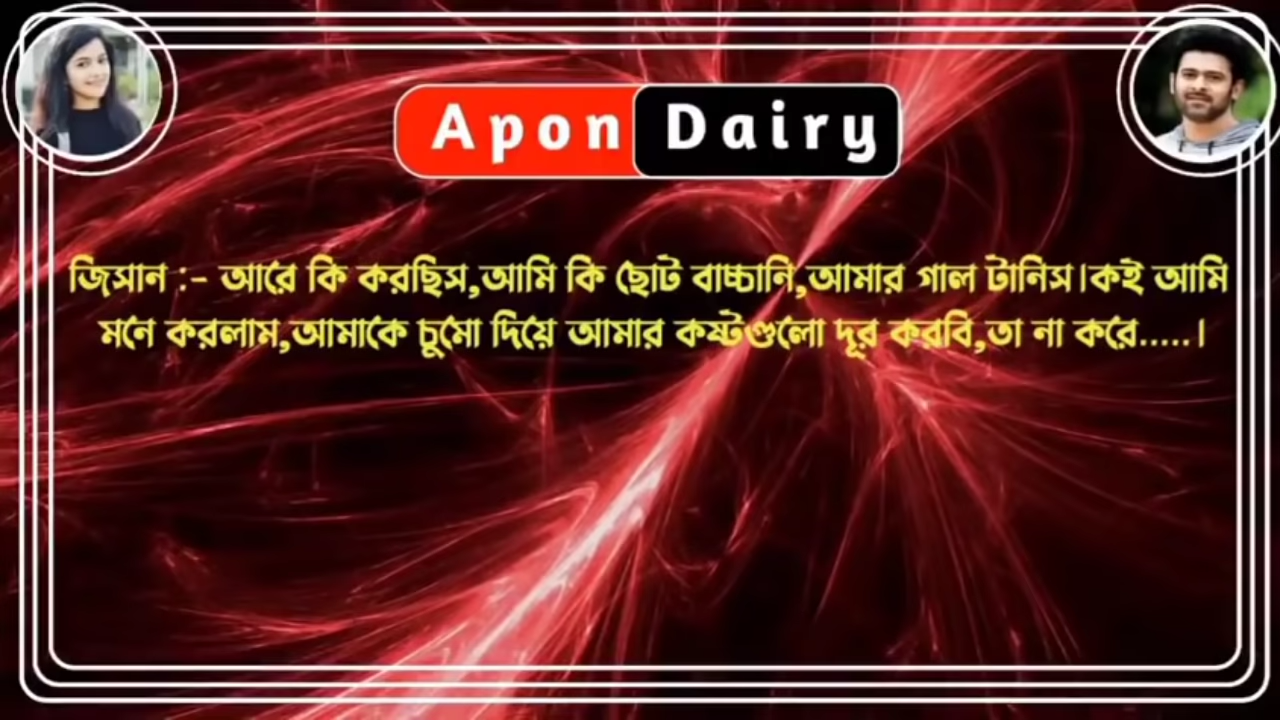 Apon Dairy
জিসান :- আরে কি করছিস,আমি কি ছোট বাচ্চানি,আমার গাল টানিস।কই আমি
মনে করলাম,আমাকে চুমো দিয়ে আমার কষ্টগুলো দূর করবি,তা না করে.....।